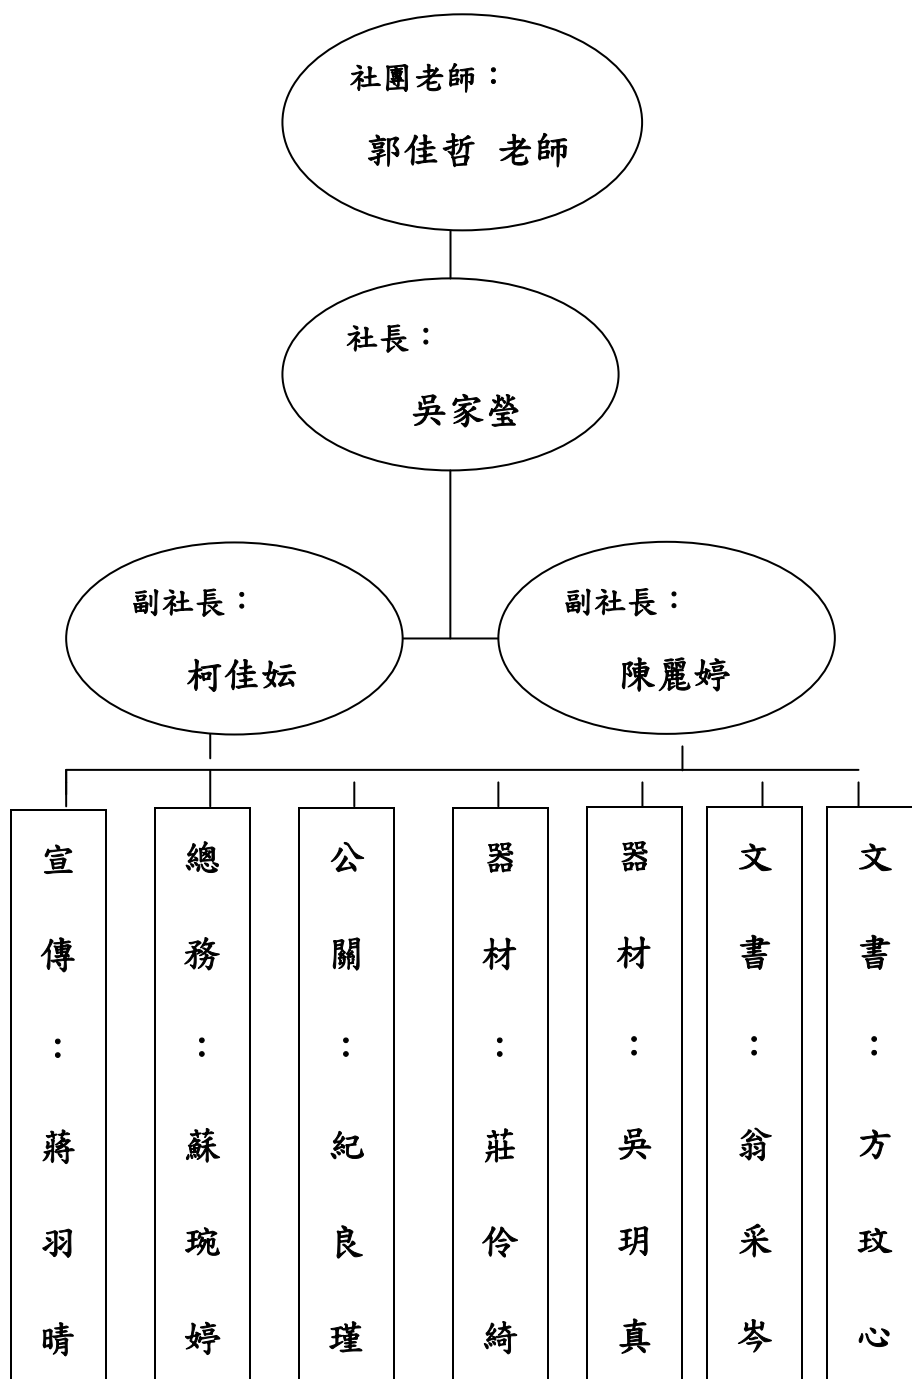 社團老師：
郭佳哲 老師
社長：
吳家瑩
副社長：
柯佳妘
副社長：
陳麗婷
宣傳：蔣羽晴
總務：蘇琬婷
公關：紀良瑾
器材：莊伶綺
器材：吳玥真
文書：翁采岑
文書：方玟心